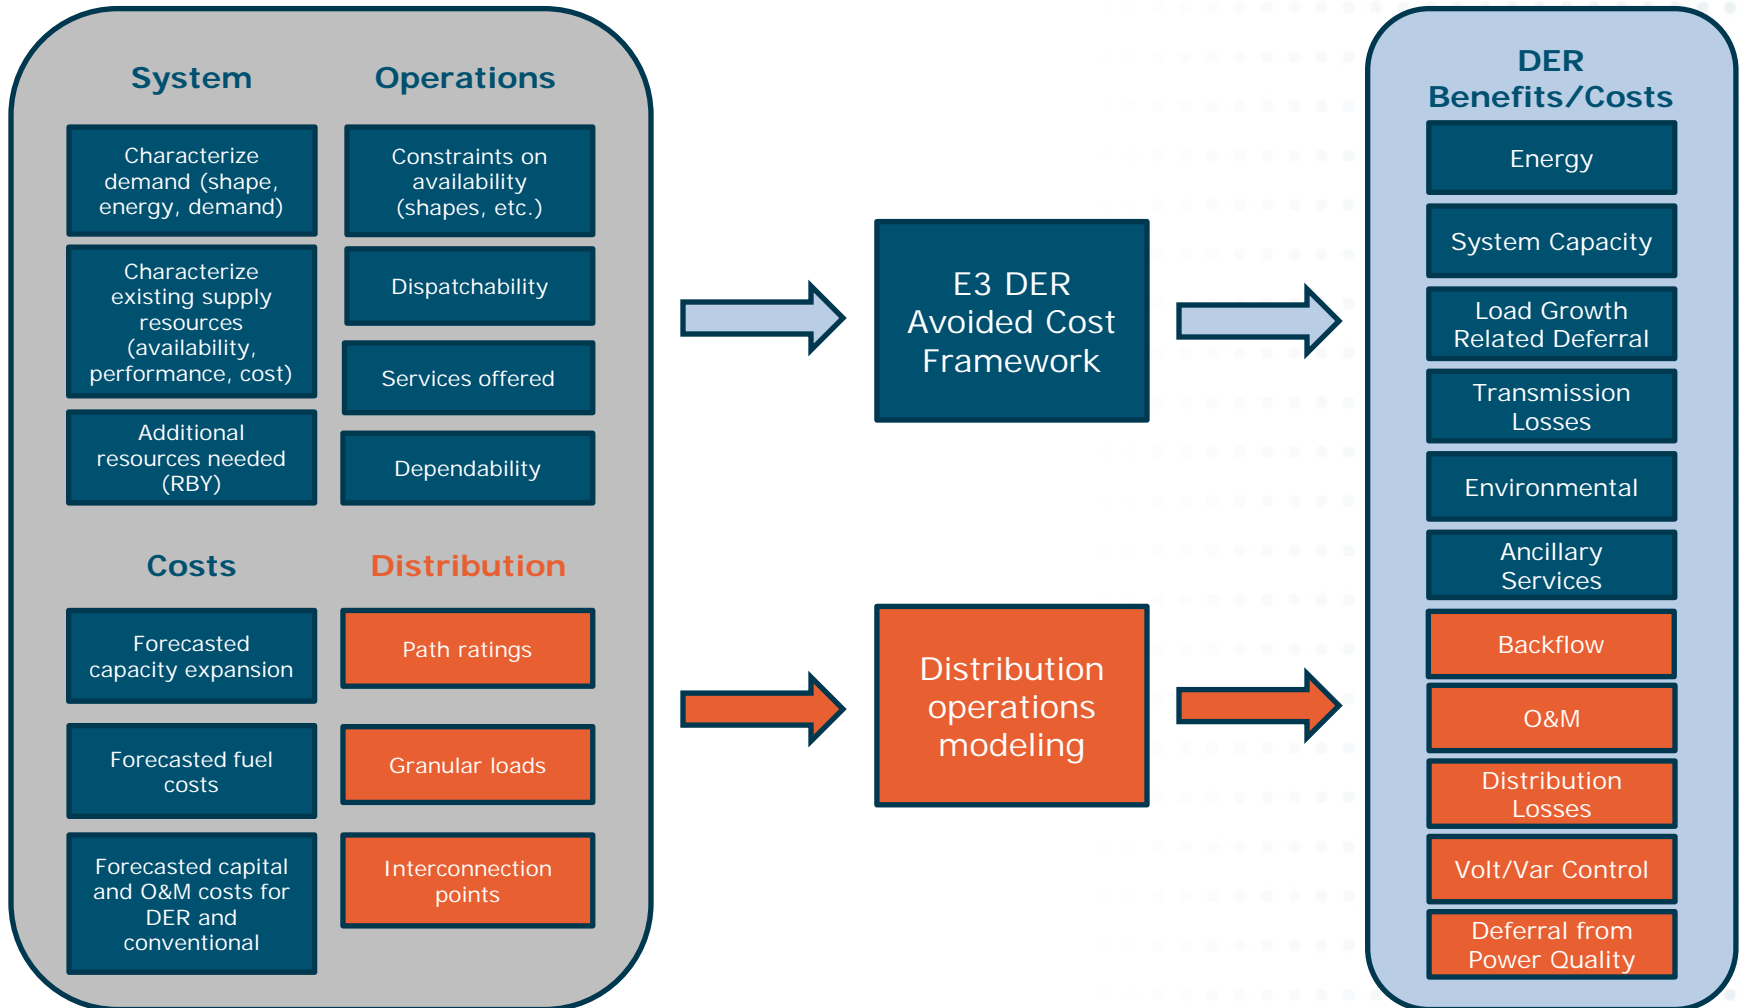 System
Characterize
demand (shape,
energy, demand)
Characterize
existing supply
resources
(availability,
performance, cost)
Additional
resources needed
(RBY)
Operations
Constraints on
availability
(shapes, etc.)
Dispatchability
Services offered
Dependability
Costs
Forecasted
capacity expansion
Forecasted fuel
costs
Forecasted capital
and O&M costs for
DER and
conventional
Distribution
Path ratings
Granular loads
Interconnection
points
E3 DER
Avoided Cost
Framework
Distribution
operations
modeling
DER
Benefits/Costs
Energy
System Capacity
Load Growth
Related Deferral
Transmission
Losses
Environmental
Ancillary
Services
Backflow
O&M
Distribution
Losses
Volt/Var Control
Deferral from
Power Quality